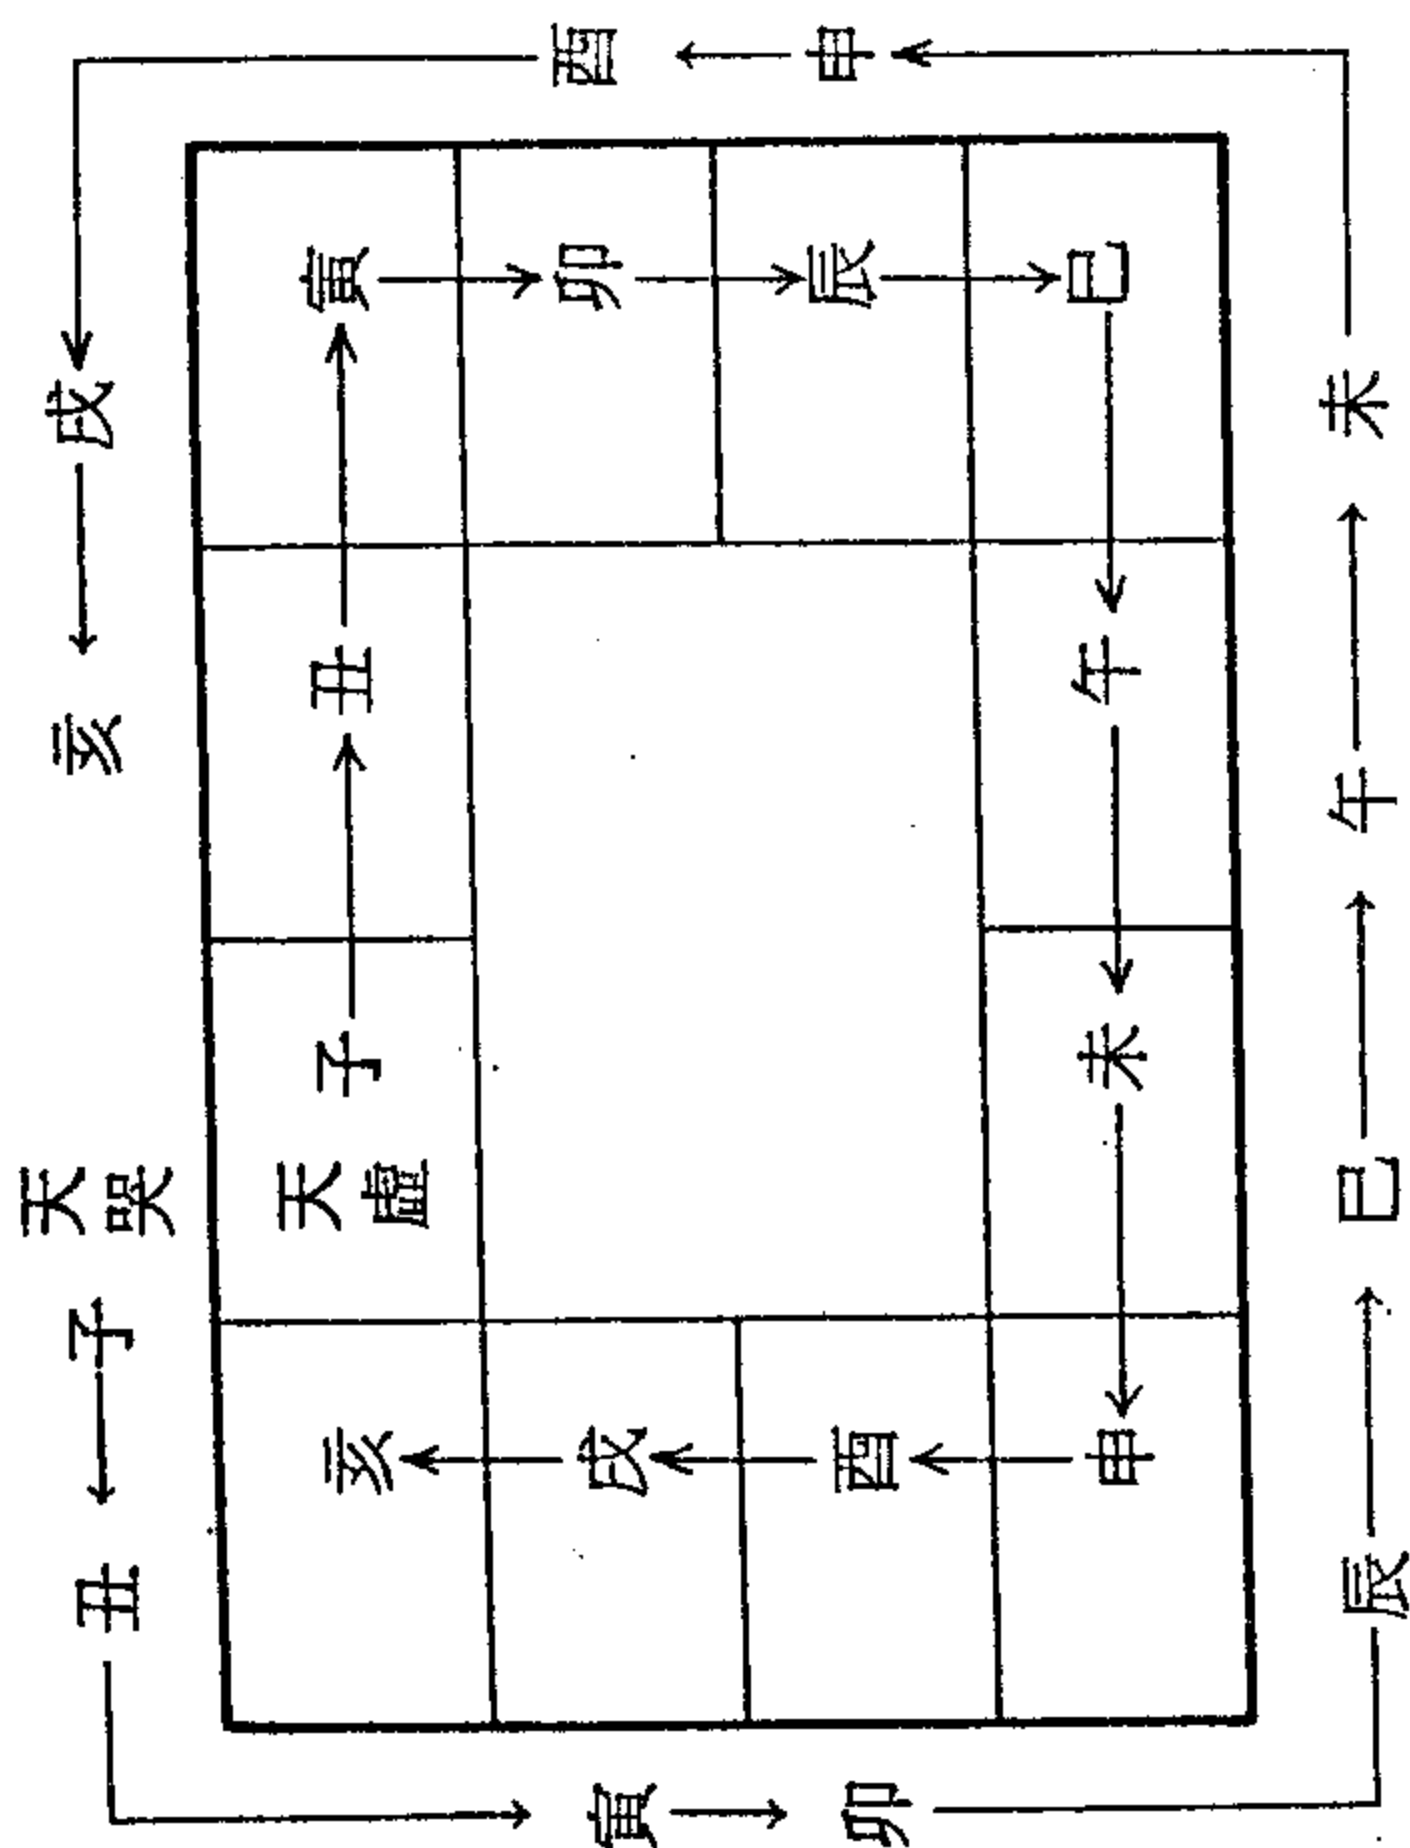 丑 子 天哭 亥 戌
亥 天虛 子 丑 寅
寅 戌 卯 酉
卯 酉 辰 申
申 未 午 巳
辰 巳 午 未